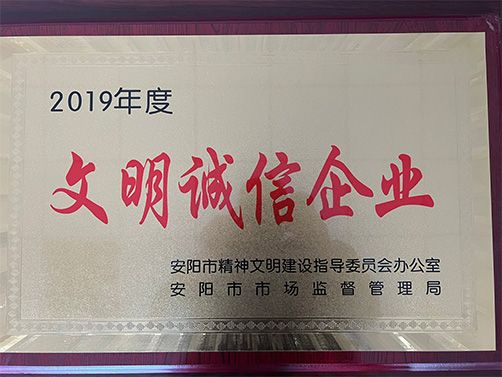 2019年度
文明诚信企业
安阳市精神文明建设指导委员会办公室
安阳市市场监督管理局